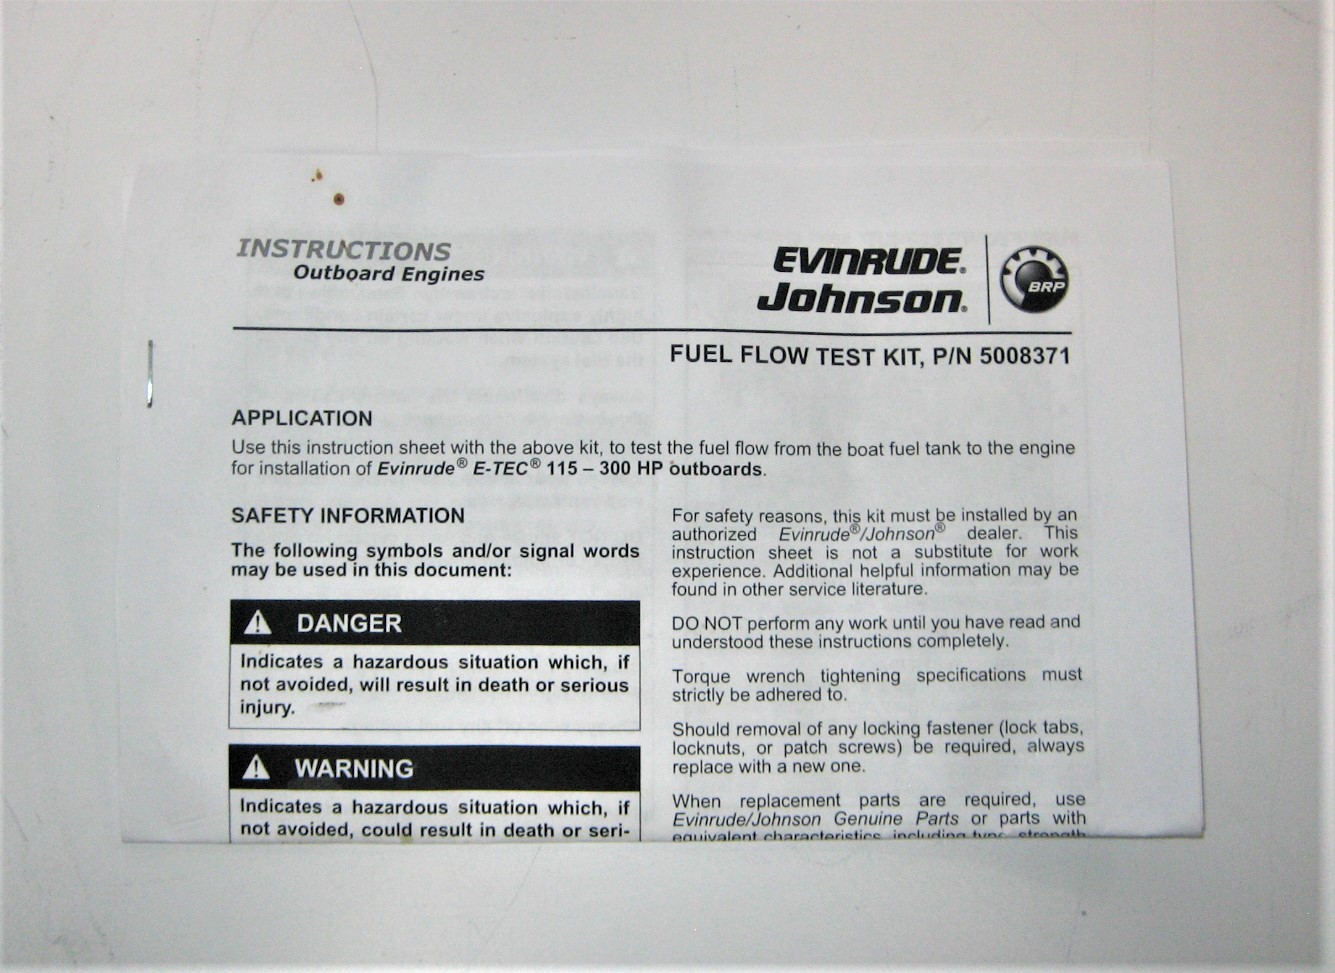 INSTRUCTIONS
Outboard Engines
EVINRUDE®
Johnson®
BRP
FUEL FLOW TEST KIT, P/N 5008371
APPLICATION
Use this instruction sheet with the above kit, to test the fuel flow from the boat fuel tank to the engine
for installation of Evinrude® E-TEC® 115 – 300 HP outboards.
SAFETY INFORMATION
The following symbols and/or signal words
may be used in this document:
DANGER
Indicates a hazardous situation which, if
not avoided, will result in death or serious
injury.
WARNING
Indicates a hazardous situation which, if
not avoided, could result in death or seri-
For safety reasons, this kit must be installed by an
authorized Evinrude®/Johnson® dealer. This
instruction sheet is not a substitute for work
experience. Additional helpful information may be
found in other service literature.
DO NOT perform any work until you have read and
understood these instructions completely.
Torque wrench tightening specifications must
strictly be adhered to.
Should removal of any locking fastener (lock tabs,
locknuts, or patch screws) be required, always
replace with a new one.
When replacement parts are required, use
Evinrude/Johnson Genuine Parts or parts with
equivalent characteristics, including type, strength